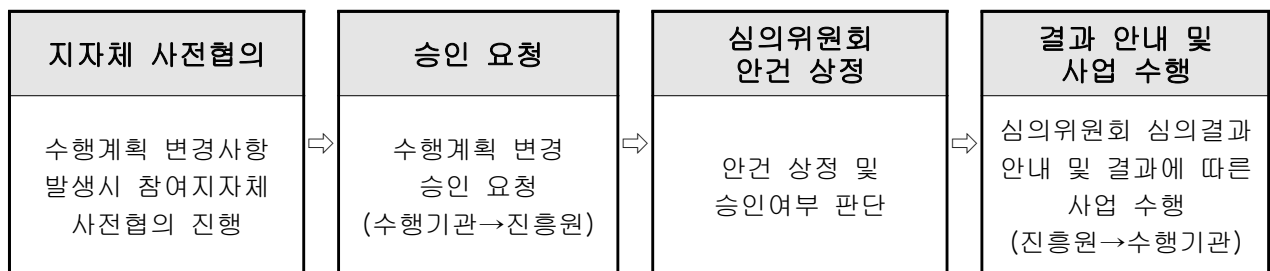 지자체 사전협의
수행계획 변경사항
발생시 참여지자체
사전협의 진행
⇨
승인 요청
수행계획 변경
승인 요청
(수행기관→진흥원)
⇨
심의위원회
안건 상정
안건 상정 및
승인여부 판단
⇨
결과 안내 및
사업 수행
심의위원회 심의결과
안내 및 결과에 따른
사업 수행
(진흥원→수행기관)